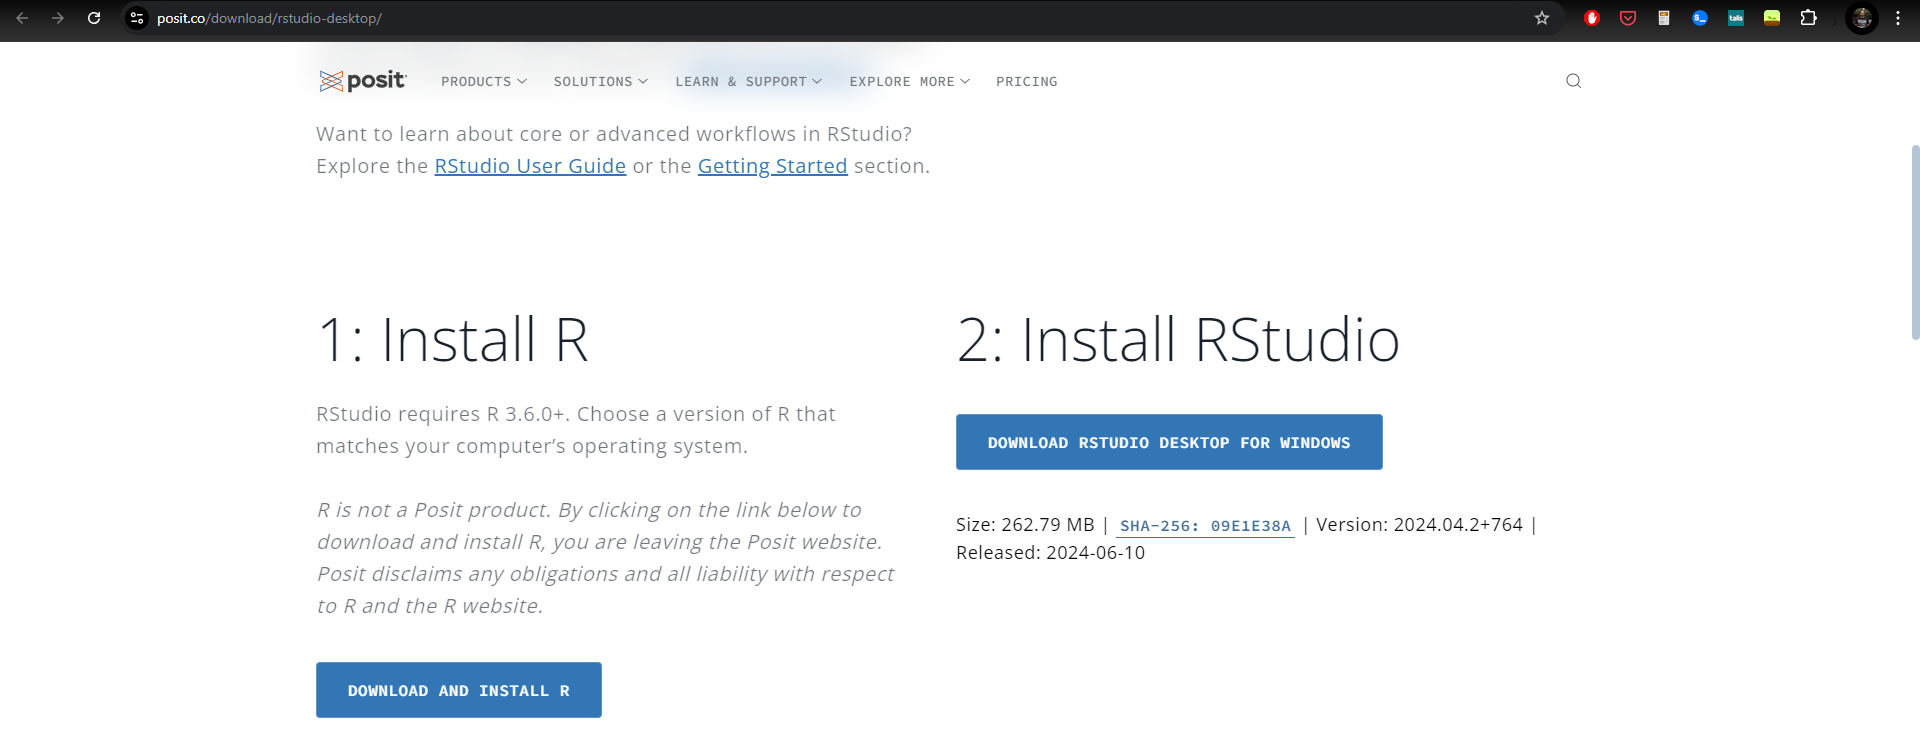 posit.co/download/rstudio-desktop/
talis
posit
PRODUCTS
SOLUTIONS
LEARN & SUPPORT
EXPLORE MORE
PRICING
Want to learn about core or advanced workflows in RStudio?
Explore the RStudio User Guide or the Getting Started section.
1: Install R
RStudio requires R 3.6.0+. Choose a version of R that
matches your computer’s operating system.
R is not a Posit product. By clicking on the link below to
download and install R, you are leaving the Posit website.
Posit disclaims any obligations and all liability with respect
to R and the R website.
DOWNLOAD AND INSTALL R
2: Install RStudio
DOWNLOAD RSTUDIO DESKTOP FOR WINDOWS
Size: 262.79 MB | SHA-256: 09E1E38A | Version: 2024.04.2+764 |
Released: 2024-06-10